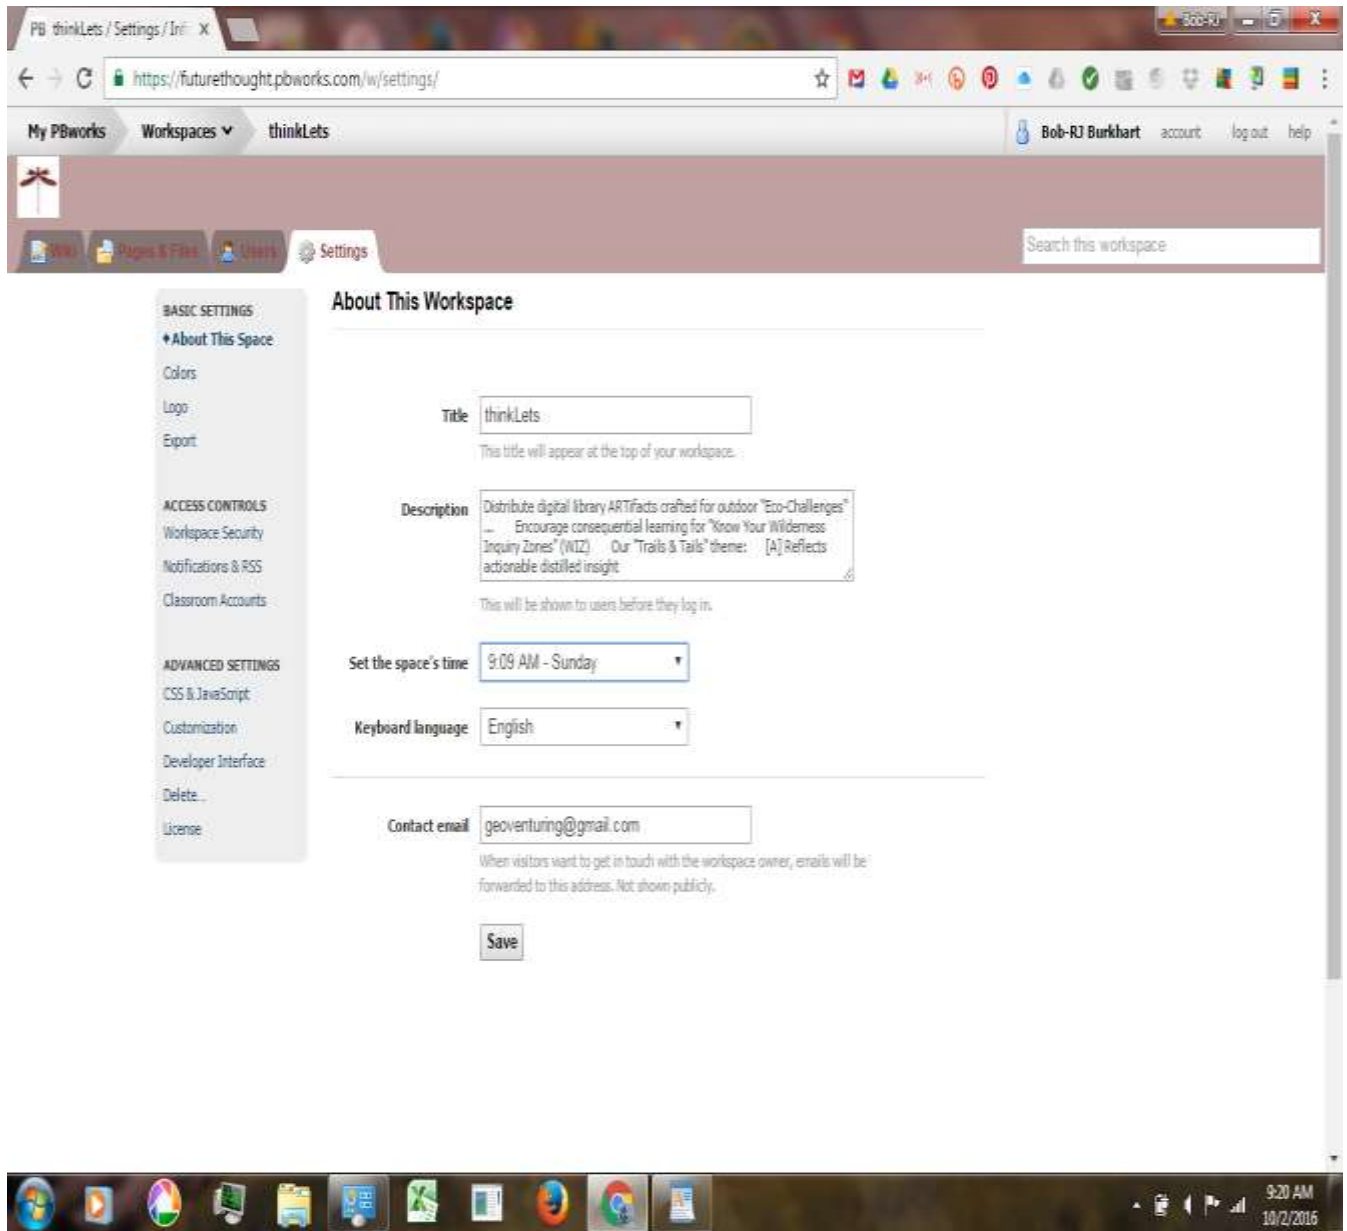 PB thinkLets / Settings / Inf X
Bob-RJ
https://futurethought.pbworks.com/w/settings/
My PBworks Workspaces thinkLets Bob-RJ Burkhart account log out help
Wiki Pages & Files Users Settings Search this workspace
About This Workspace
BASIC SETTINGS
About This Space
Colors
Logo
Export
ACCESS CONTROLS
Workspace Security
Notifications & RSS
Classroom Accounts
ADVANCED SETTINGS
CSS & JavaScript
Customization
Developer Interface
Delete...
License
Title thinkLets
This title will appear at the top of your workspace.
Description Distribute digital library ARTifacts crafted for outdoor "Eco-Challenges"
... Encourage consequential learning for "Know Your Wilderness
Inquiry Zones" (WIZ) Our "Trails & Tails" theme: [A] Reflects
actionable distilled insight
This will be shown to users before they log in.
Set the space's time 9:09 AM - Sunday
Keyboard language English
Contact email geoventuring@gmail.com
When visitors want to get in touch with the workspace owner, emails will be
forwarded to this address. Not shown publicly.
Save
9:20 AM
10/2/2016